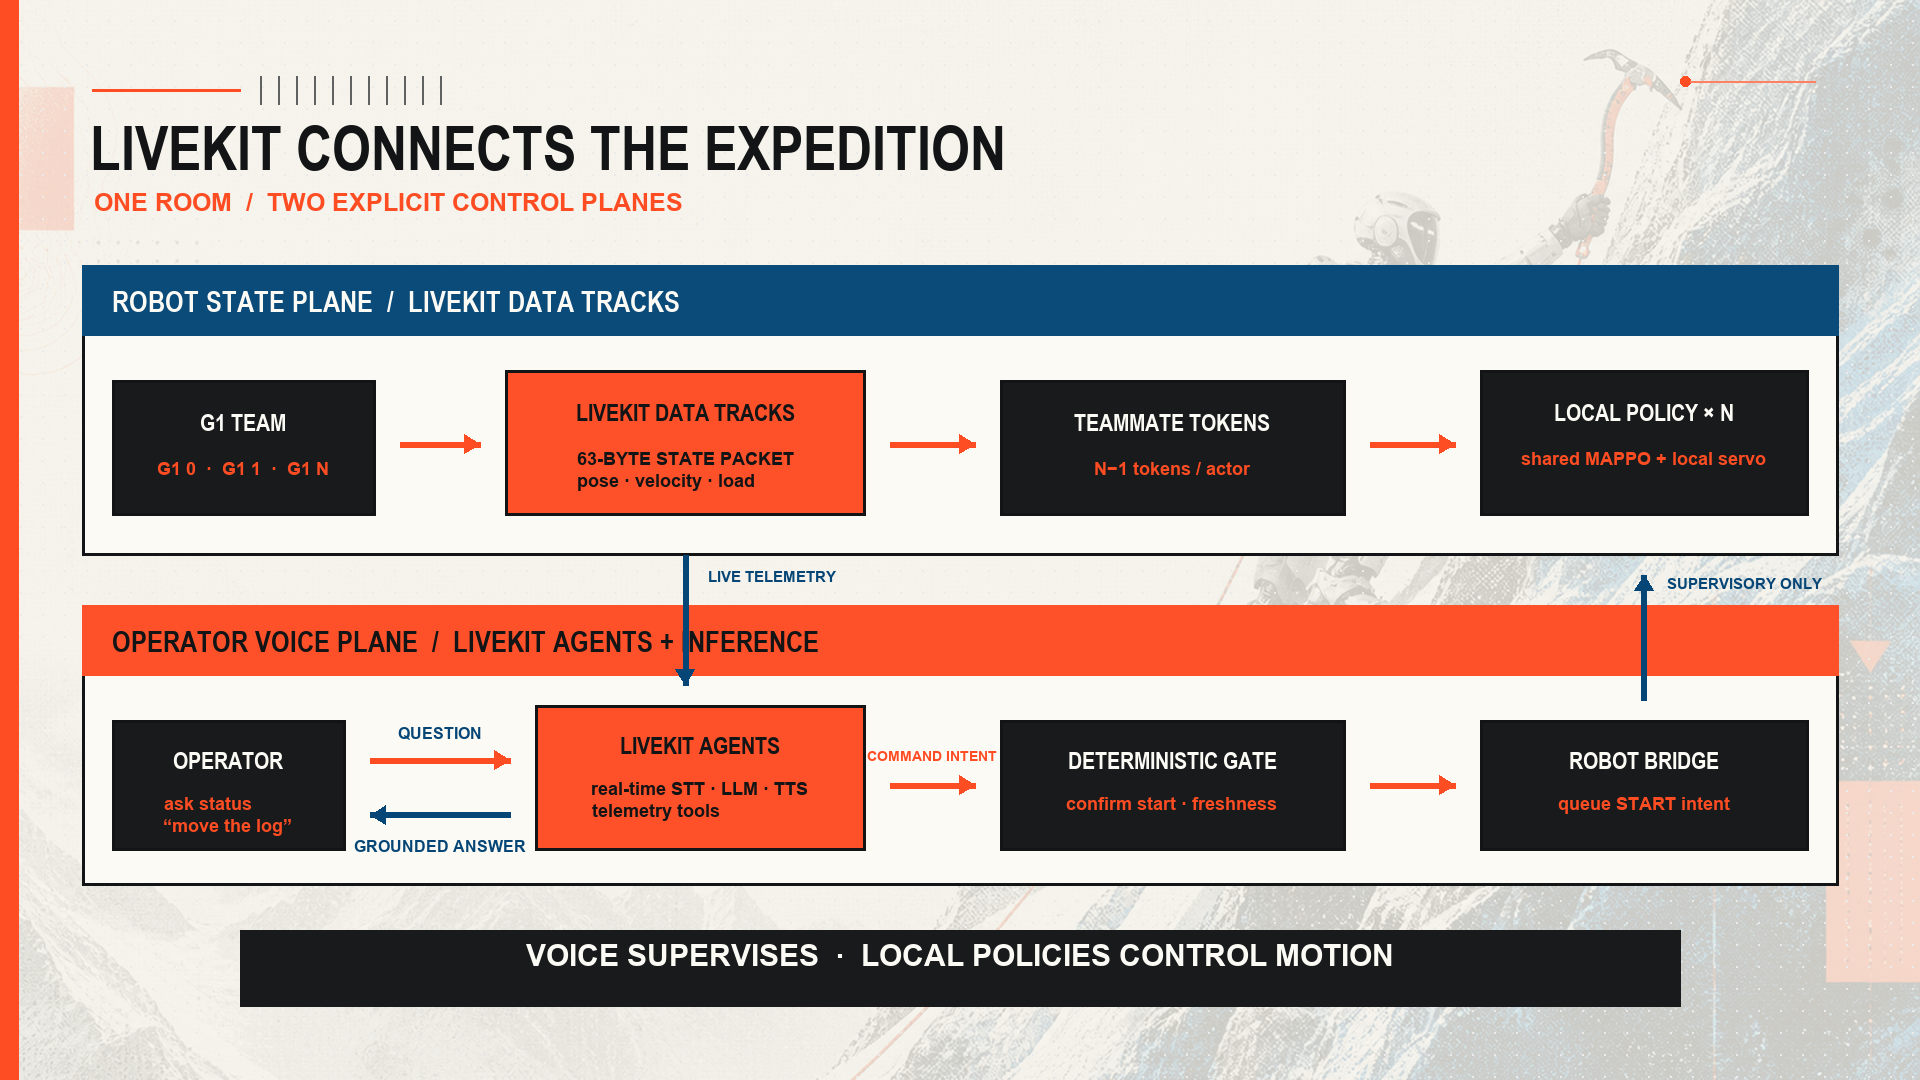 LIVEKIT CONNECTS THE EXPEDITION
ONE ROOM / TWO EXPLICIT CONTROL PLANES
ROBOT STATE PLANE / LIVEKIT DATA TRACKS
G1 TEAM
G1 0 · G1 1 · G1 N
LIVEKIT DATA TRACKS
63-BYTE STATE PACKET
pose · velocity · load
TEAMMATE TOKENS
N−1 tokens / actor
LOCAL POLICY × N
shared MAPPO + local servo
LIVE TELEMETRY
SUPERVISORY ONLY
OPERATOR VOICE PLANE / LIVEKIT AGENTS + INFERENCE
OPERATOR
ask status
“move the log”
QUESTION
GROUNDED ANSWER
LIVEKIT AGENTS
real-time STT · LLM · TTS
telemetry tools
COMMAND INTENT
DETERMINISTIC GATE
confirm start · freshness
ROBOT BRIDGE
queue START intent
VOICE SUPERVISES · LOCAL POLICIES CONTROL MOTION